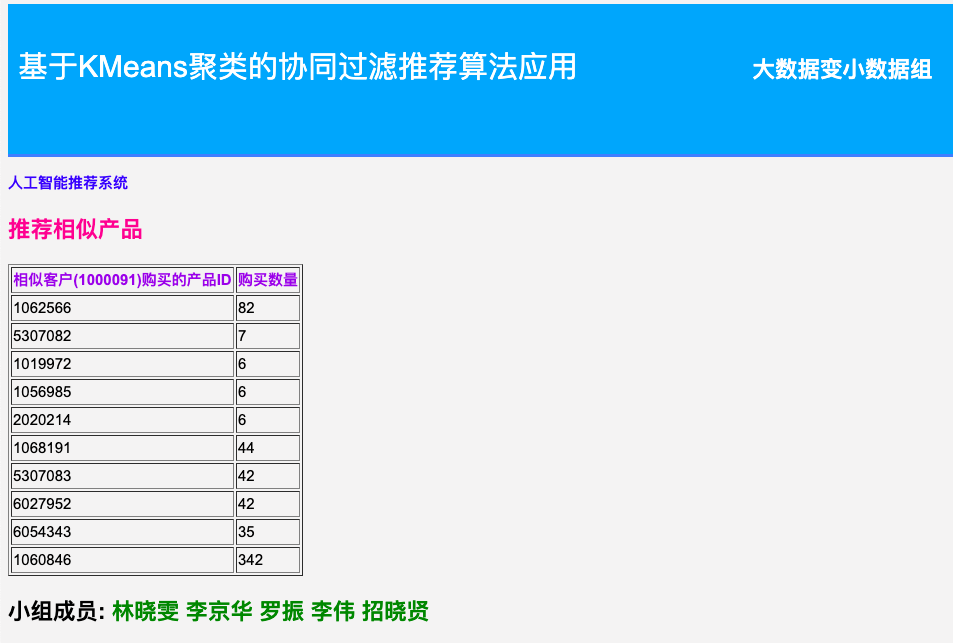 基于KMeans聚类的协同过滤推荐算法应用 大数据变小数据组
人工智能推荐系统
推荐相似产品
相似客户(1000091)购买的产品ID 购买数量
1062566 82
5307082 7
1019972 6
1056985 6
2020214 6
1068191 44
5307083 42
6027952 42
6054343 35
1060846 342
小组成员: 林晓雯 李京华 罗振 李伟 招晓贤